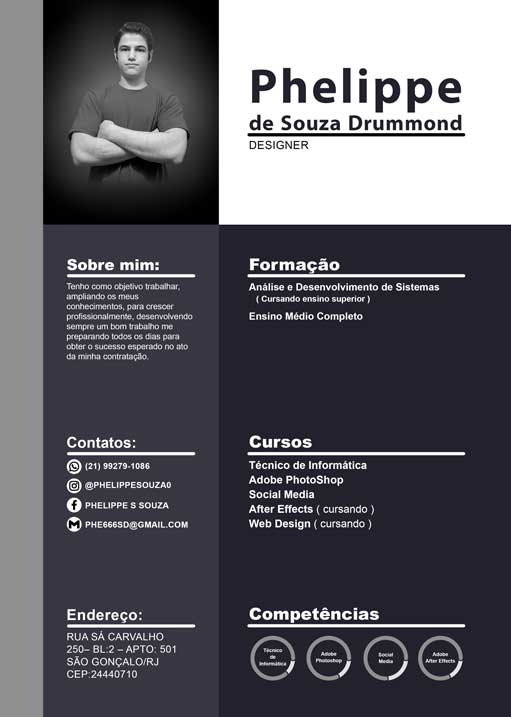 Phelippe
de Souza Drummond
DESIGNER
Sobre mim:
Tenho como objetivo trabalhar,
ampliando os meus
conhecimentos, para crescer
profissionalmente, desenvolvendo
sempre um bom trabalho me
preparando todos os dias para
obter o sucesso esperado no ato
da minha contratação.
Formação
Análise e Desenvolvimento de Sistemas
( Cursando ensino superior )
Ensino Médio Completo
Contatos:
(21) 99279-1086
@PHELIPPESOUZA0
PHELIPPE S SOUZA
PHE666SD@GMAIL.COM
Cursos
Técnico de Informática
Adobe PhotoShop
Social Media
After Effects ( cursando )
Web Design ( cursando )
Endereço:
RUA SÁ CARVALHO
250– BL:2 – APTO: 501
SÃO GONÇALO/RJ
CEP:24440710
Competências
Técnico
de
Informática
Adobe
Photoshop
Social
Media
Adobe
After Effects